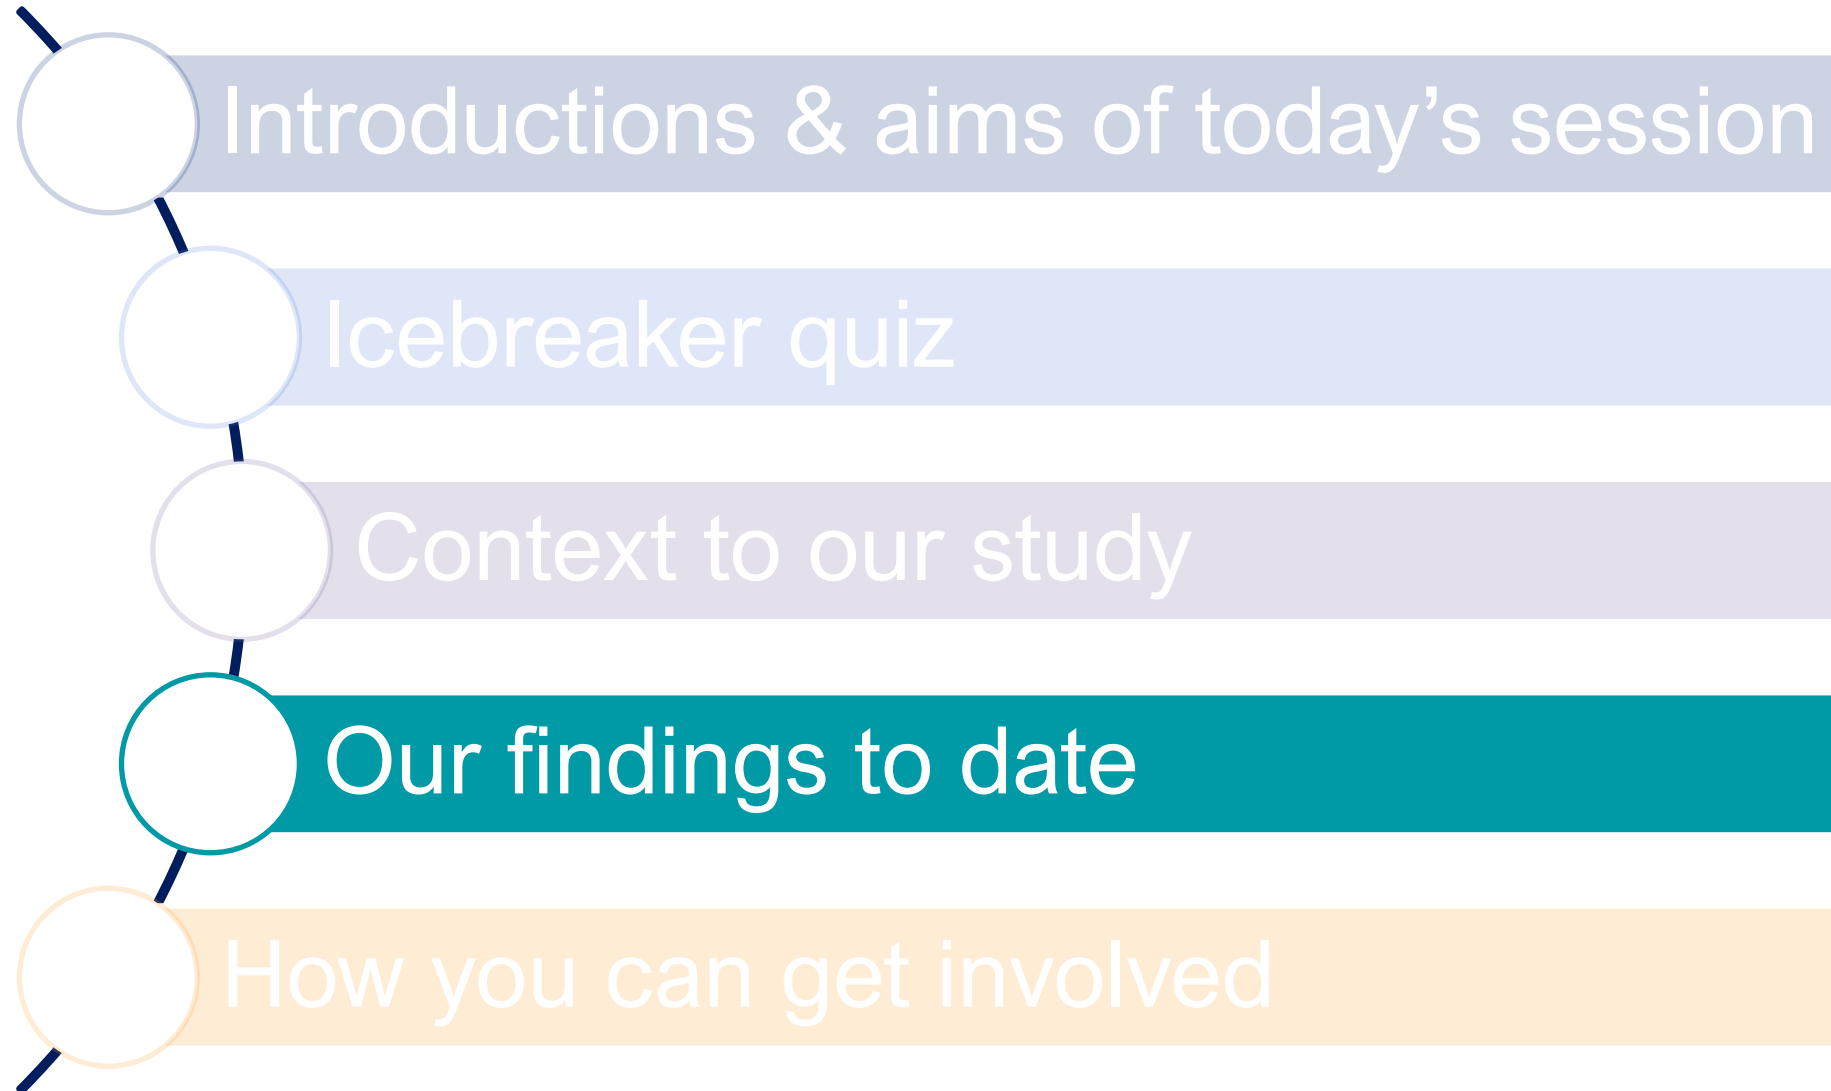 Introductions & aims of today’s session
Icebreaker quiz
Context to our study
Our findings to date
How you can get involved